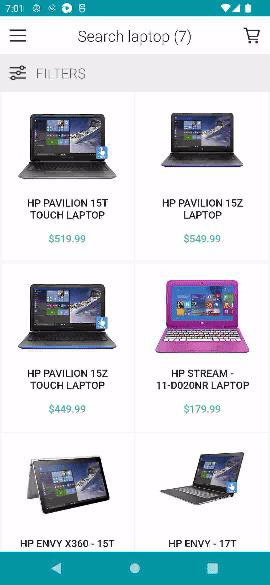 7:01
Search laptop (7)
FILTERS
HP PAVILION 15T
TOUCH LAPTOP
$519.99
HP PAVILION 15Z
LAPTOP
$549.99
HP PAVILION 15Z
TOUCH LAPTOP
$449.99
HP STREAM -
11-D020NR LAPTOP
$179.99
HP ENVY X360 - 15T
HP ENVY - 17T